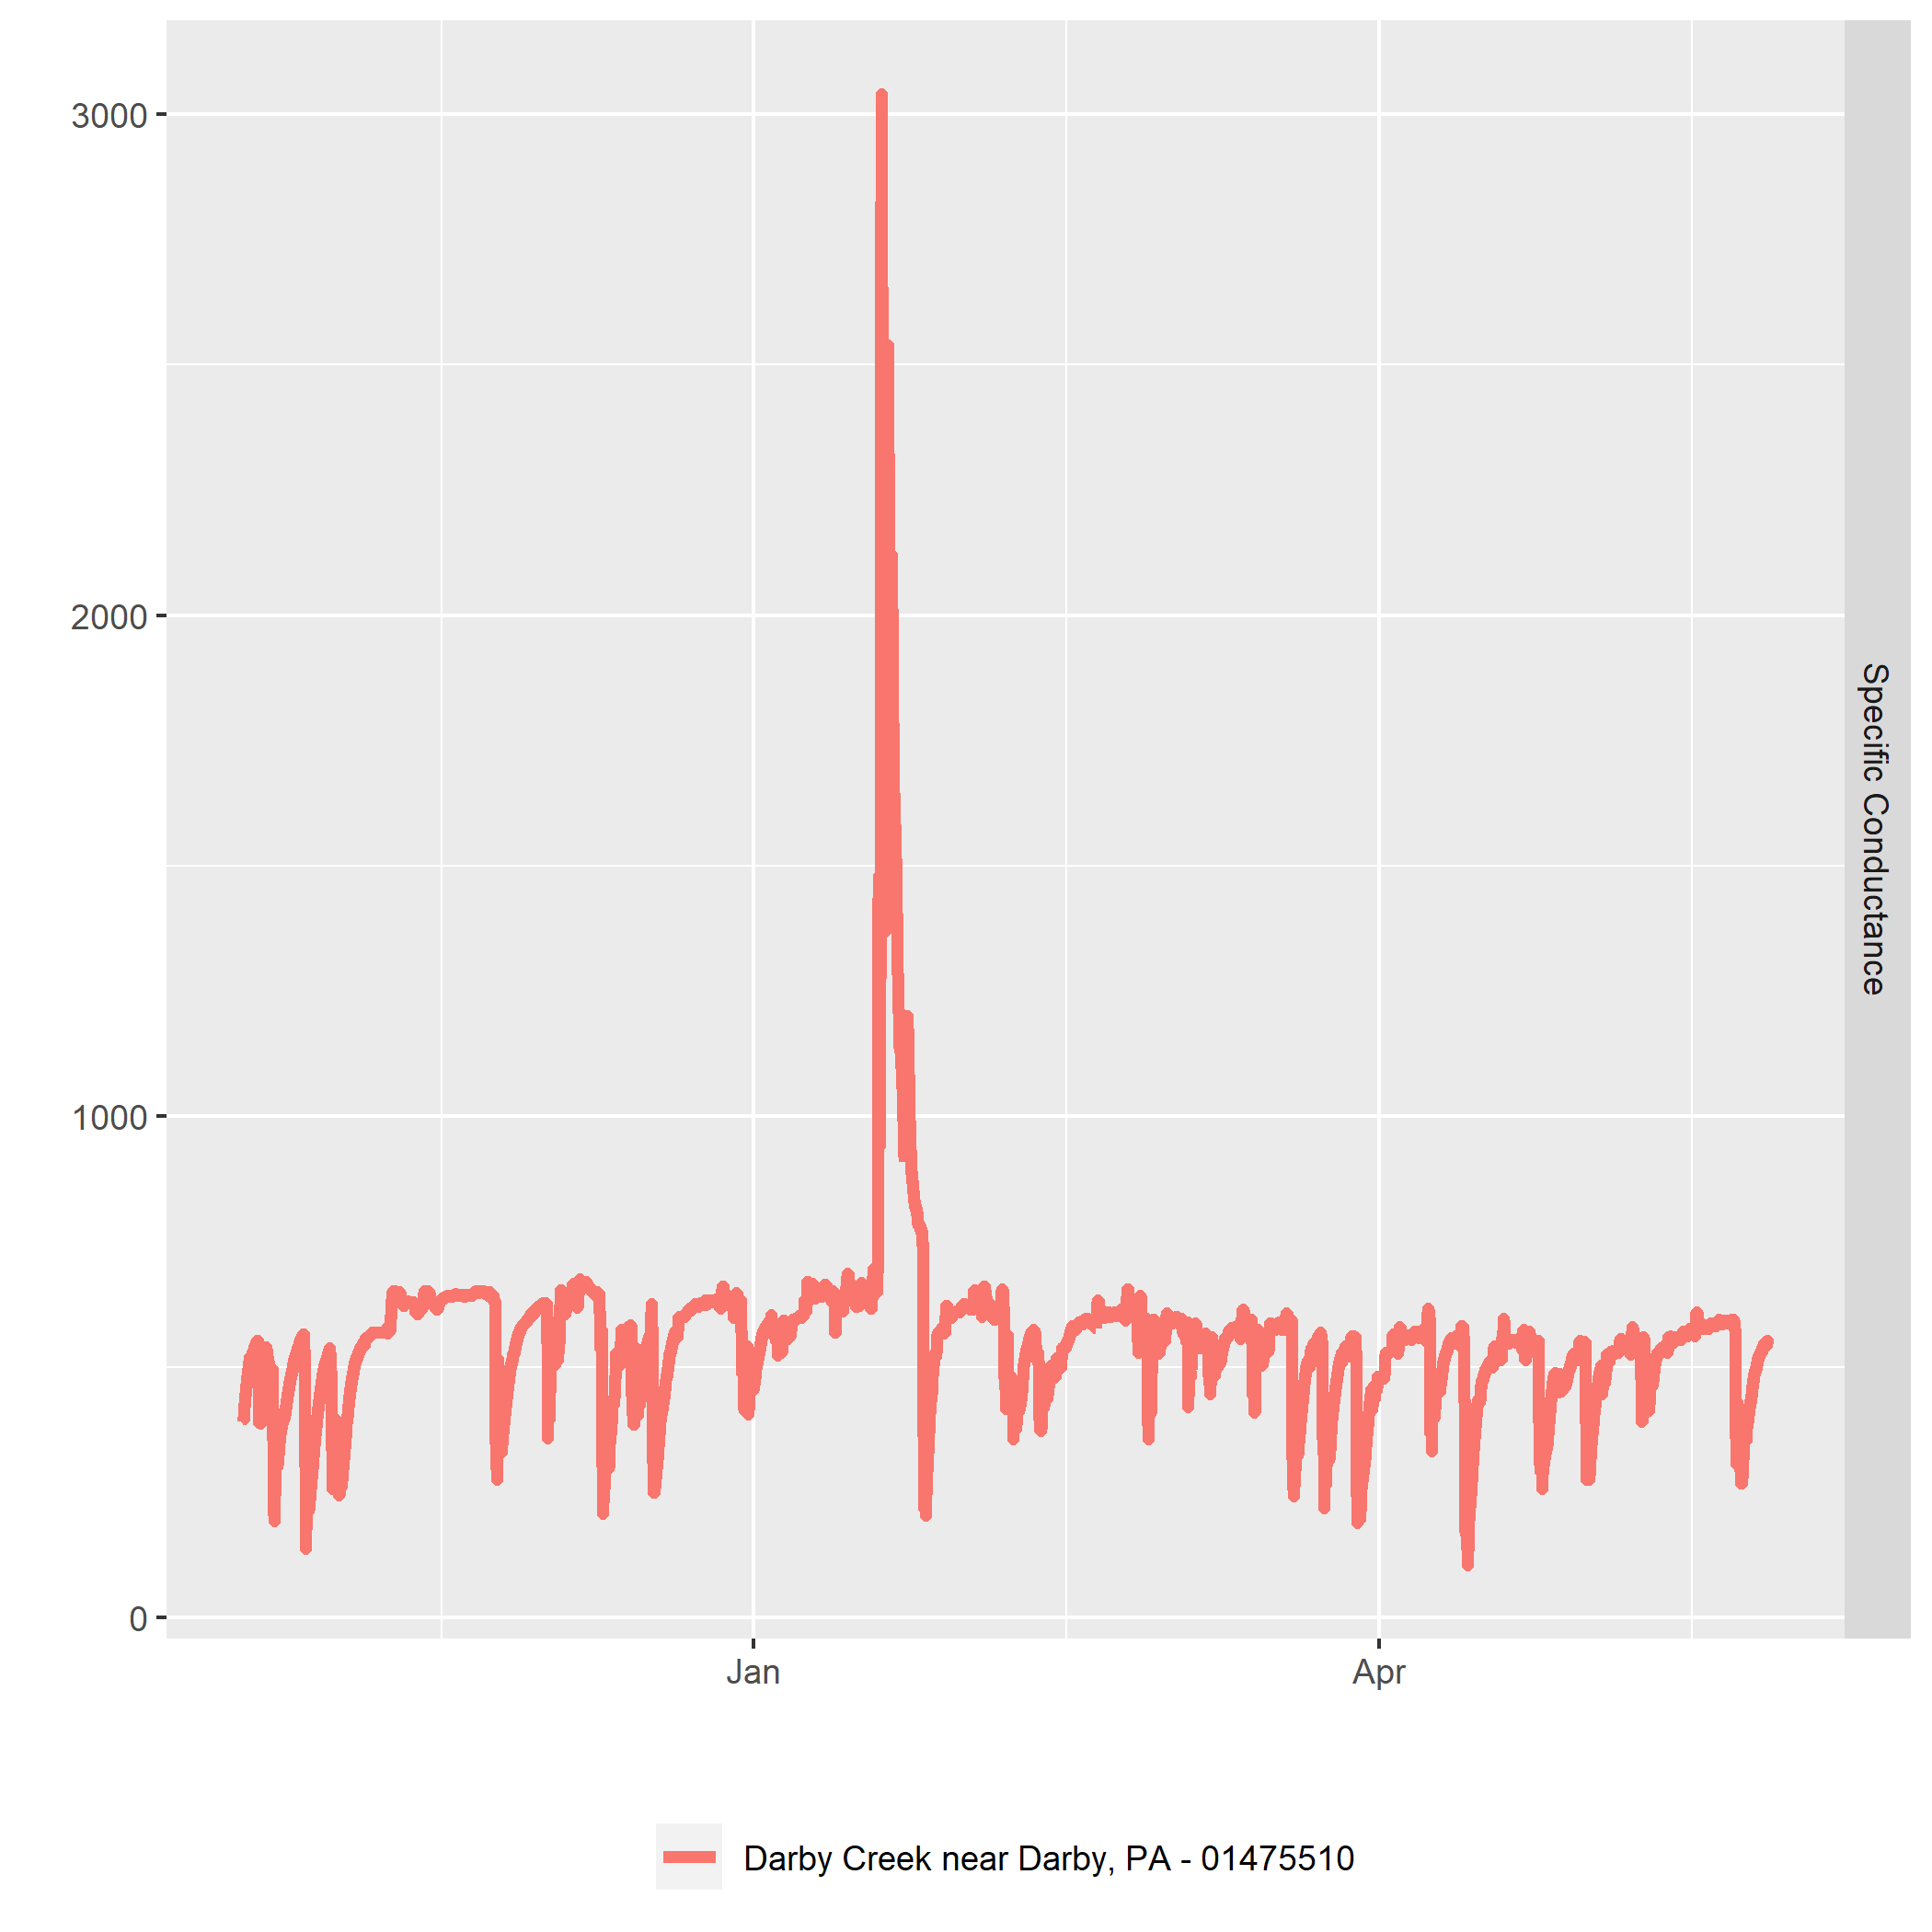 3000
2000
1000
0
Jan
Apr
Specific Conductance
Darby Creek near Darby, PA - 01475510